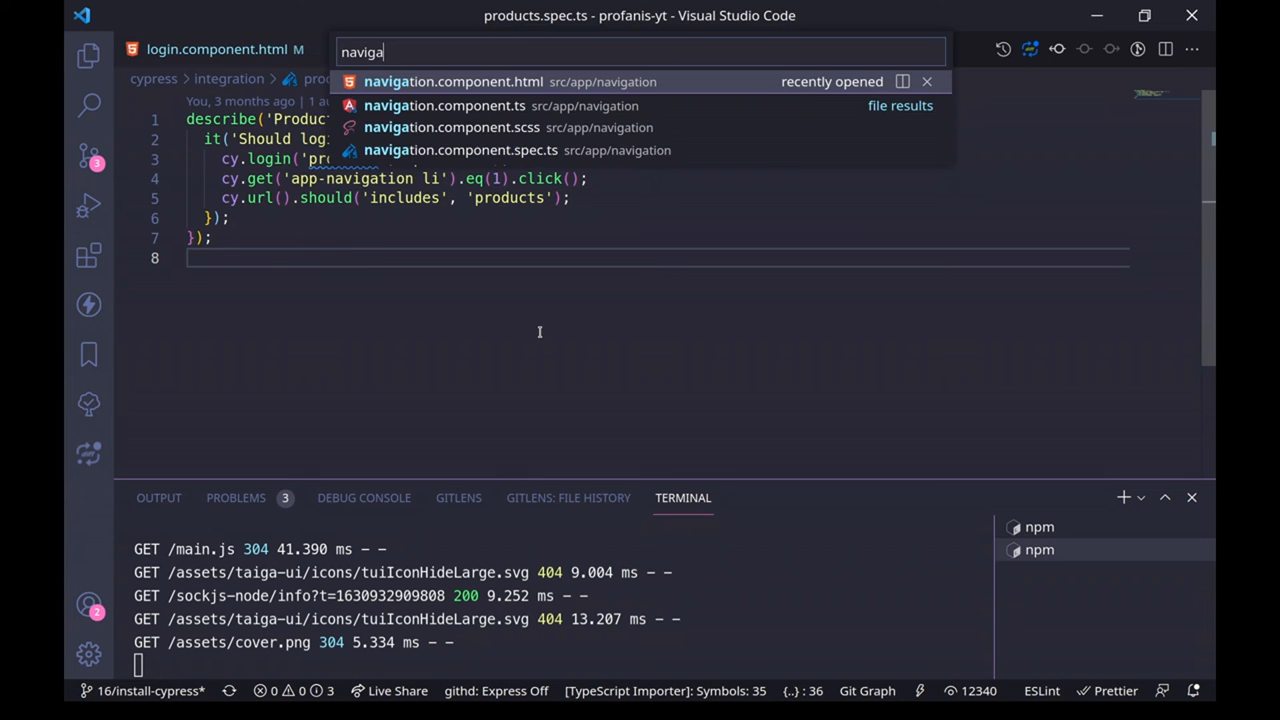 products.spec.ts - profanis-yt - Visual Studio Code
login.component.html M
naviga
navigation.component.html src/app/navigation recently opened
navigation.component.ts src/app/navigation file results
navigation.component.scss src/app/navigation
navigation.component.spec.ts src/app/navigation
cypress > integration >
You, 3 months ago | 1
1 describe('Product
2 it('Should logi
3 cy.login('pro
4 cy.get('app-navigation li').eq(1).click();
5 cy.url().should('includes', 'products');
6 });
7 });
8
3
OUTPUT PROBLEMS 3 DEBUG CONSOLE GITLENS GITLENS: FILE HISTORY TERMINAL
GET /main.js 304 41.390 ms - -
GET /assets/taiga-ui/icons/tuiIconHideLarge.svg 404 9.004 ms - -
GET /sockjs-node/info?t=1630932909808 200 9.252 ms - -
GET /assets/taiga-ui/icons/tuiIconHideLarge.svg 404 13.207 ms - -
GET /assets/cover.png 304 5.334 ms - -
npm
npm
2
16/install-cypress* 0 0 3 Live Share githd: Express Off [TypeScript Importer]: Symbols: 35 {..} : 36 Git Graph 12340 ESLint Prettier